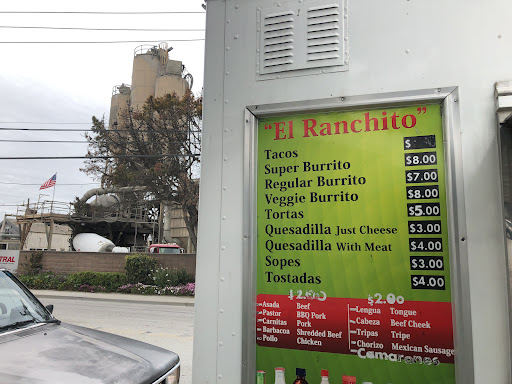 "El Ranchito"
Tacos $
Super Burrito $8.00
Regular Burrito $7.00
Veggie Burrito $8.00
Tortas $5.00
Quesadilla Just Cheese $3.00
Quesadilla With Meat $4.00
Sopes $3.00
Tostadas $4.00
$2.00
Asada Beef
Pastor BBQ Pork
Carnitas Pork
Barbacoa Shredded Beef
Pollo Chicken
$2.00
Lengua Tongue
Cabeza Beef Cheek
Tripas Tripe
Chorizo Mexican Sausage
Camarones
TRAL